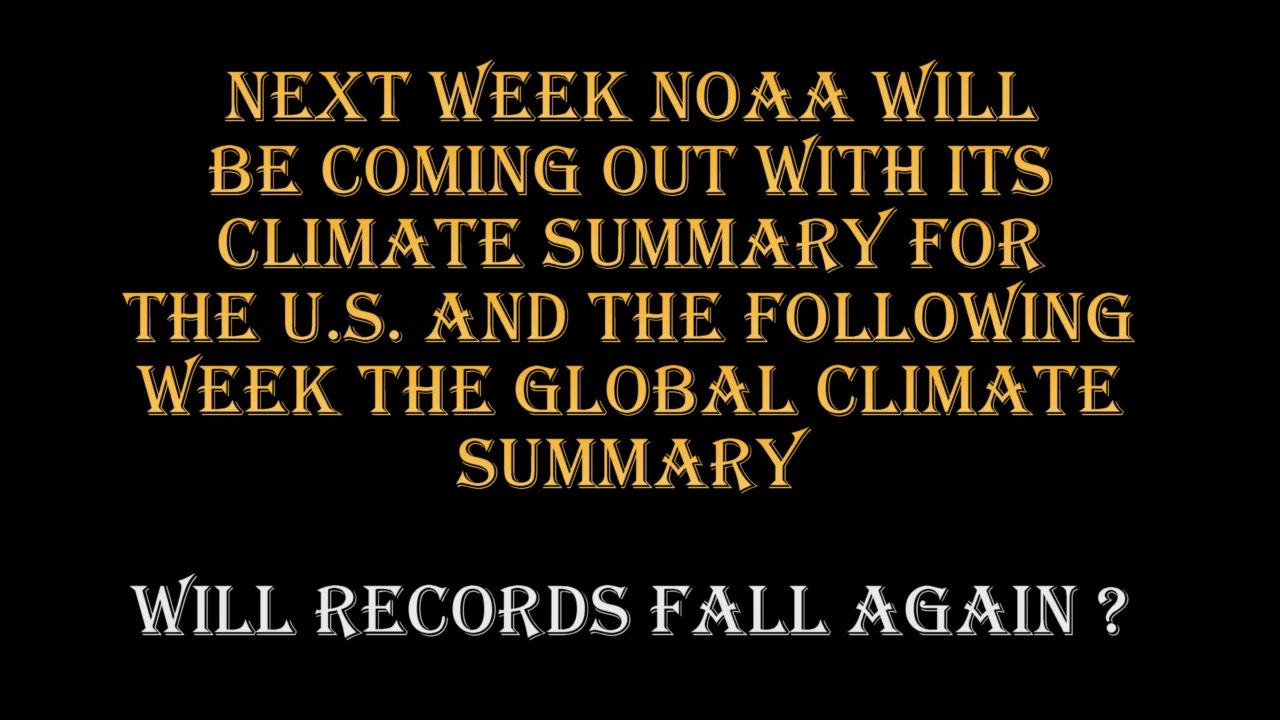 NEXT WEEK NOAA WILL
BE COMING OUT WITH ITS
CLIMATE SUMMARY FOR
THE U.S. AND THE FOLLOWING
WEEK THE GLOBAL CLIMATE
SUMMARY
WILL RECORDS FALL AGAIN ?